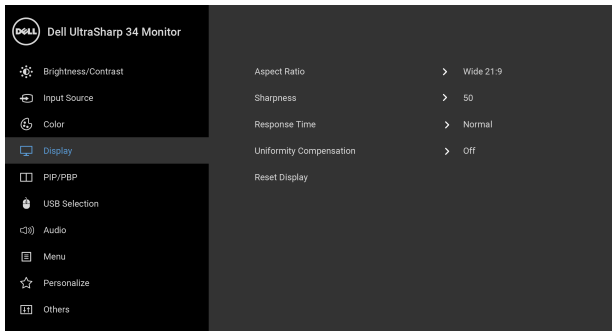 DELL Dell UltraSharp 34 Monitor
Brightness/Contrast
Input Source
Color
Display
PIP/PBP
USB Selection
Audio
Menu
Personalize
Others
Aspect Ratio > Wide 21:9
Sharpness > 50
Response Time > Normal
Uniformity Compensation > Off
Reset Display